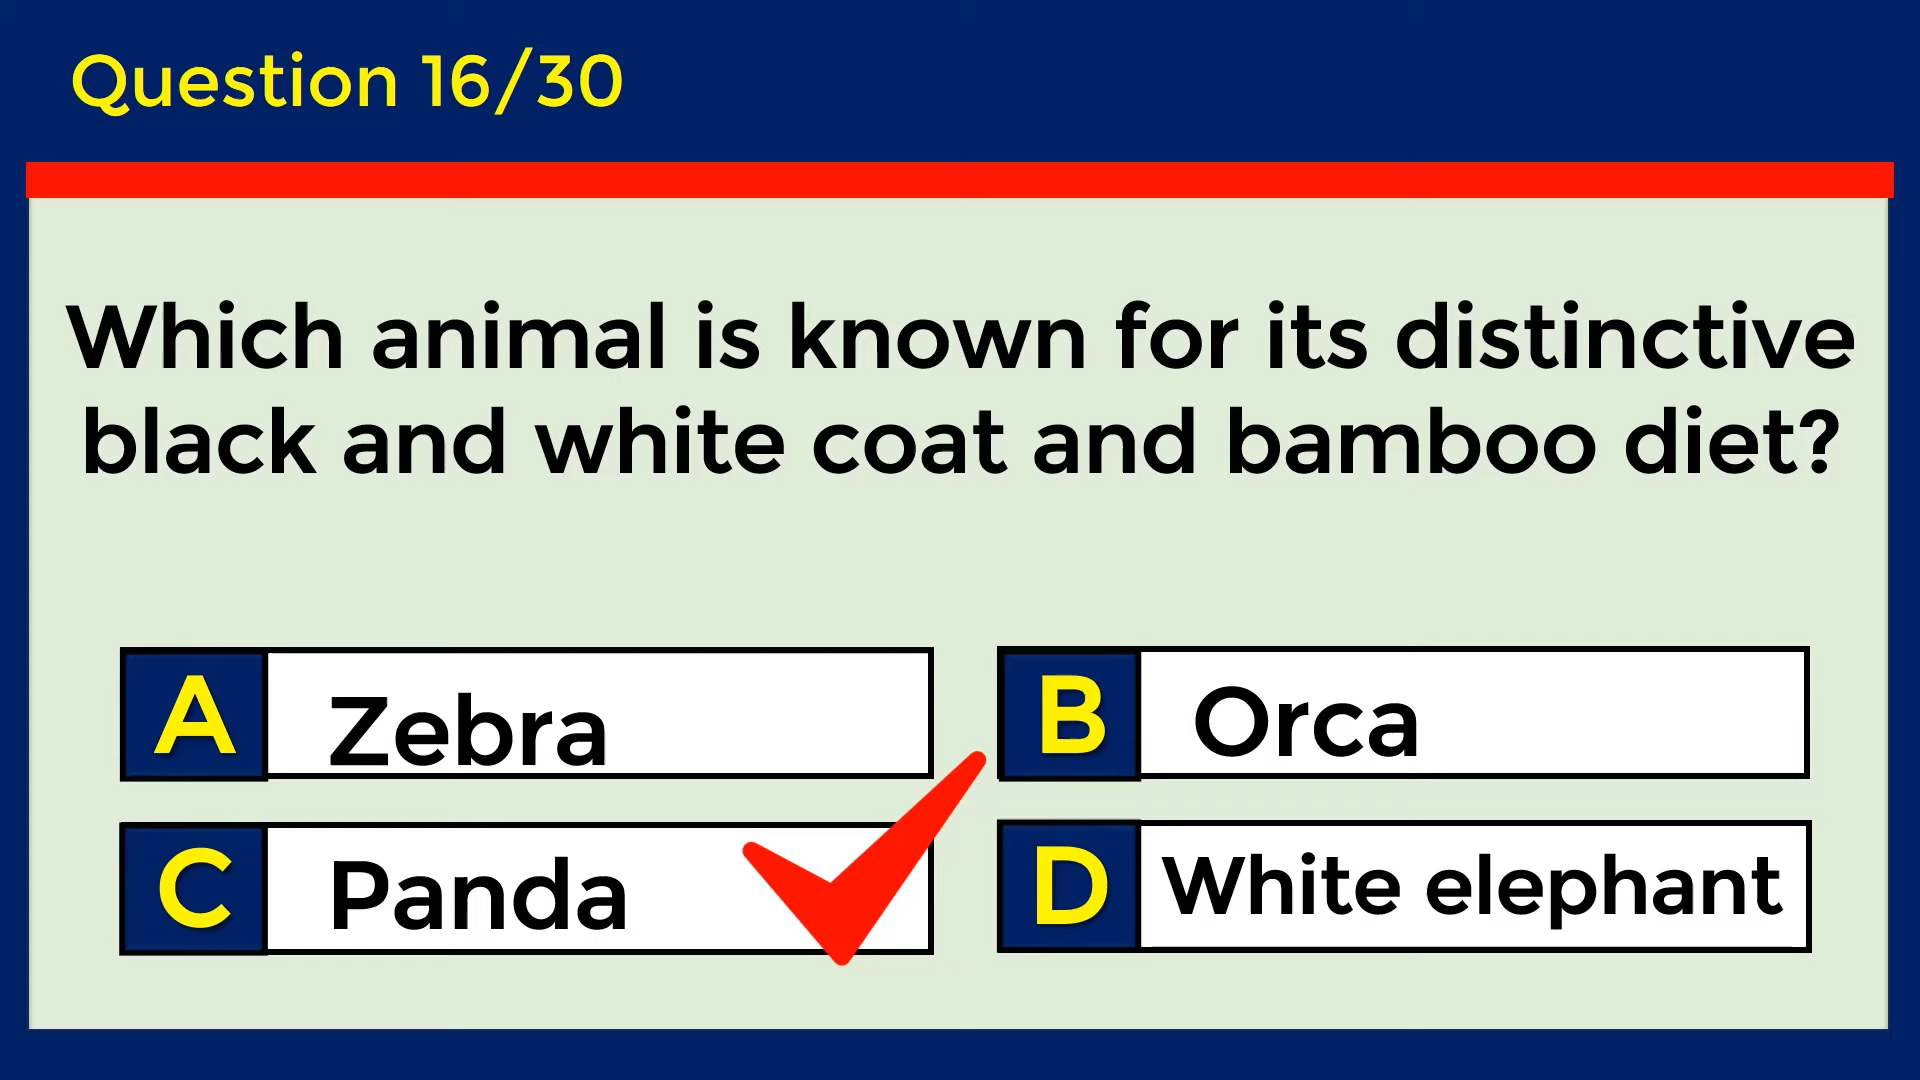 Question 16/30
Which animal is known for its distinctive
black and white coat and bamboo diet?
A Zebra
B Orca
C Panda
D White elephant